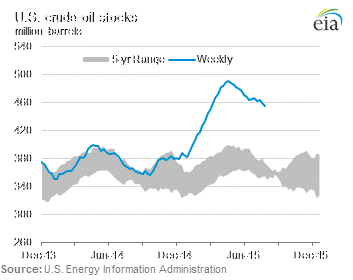 U.S. crude oil stocks
million barrels
eia
540
5-yr Range
Weekly
500
460
420
380
340
300
260
Dec-13
Jun-14
Dec-14
Jun-15
Dec-15
Source: U.S. Energy Information Administration